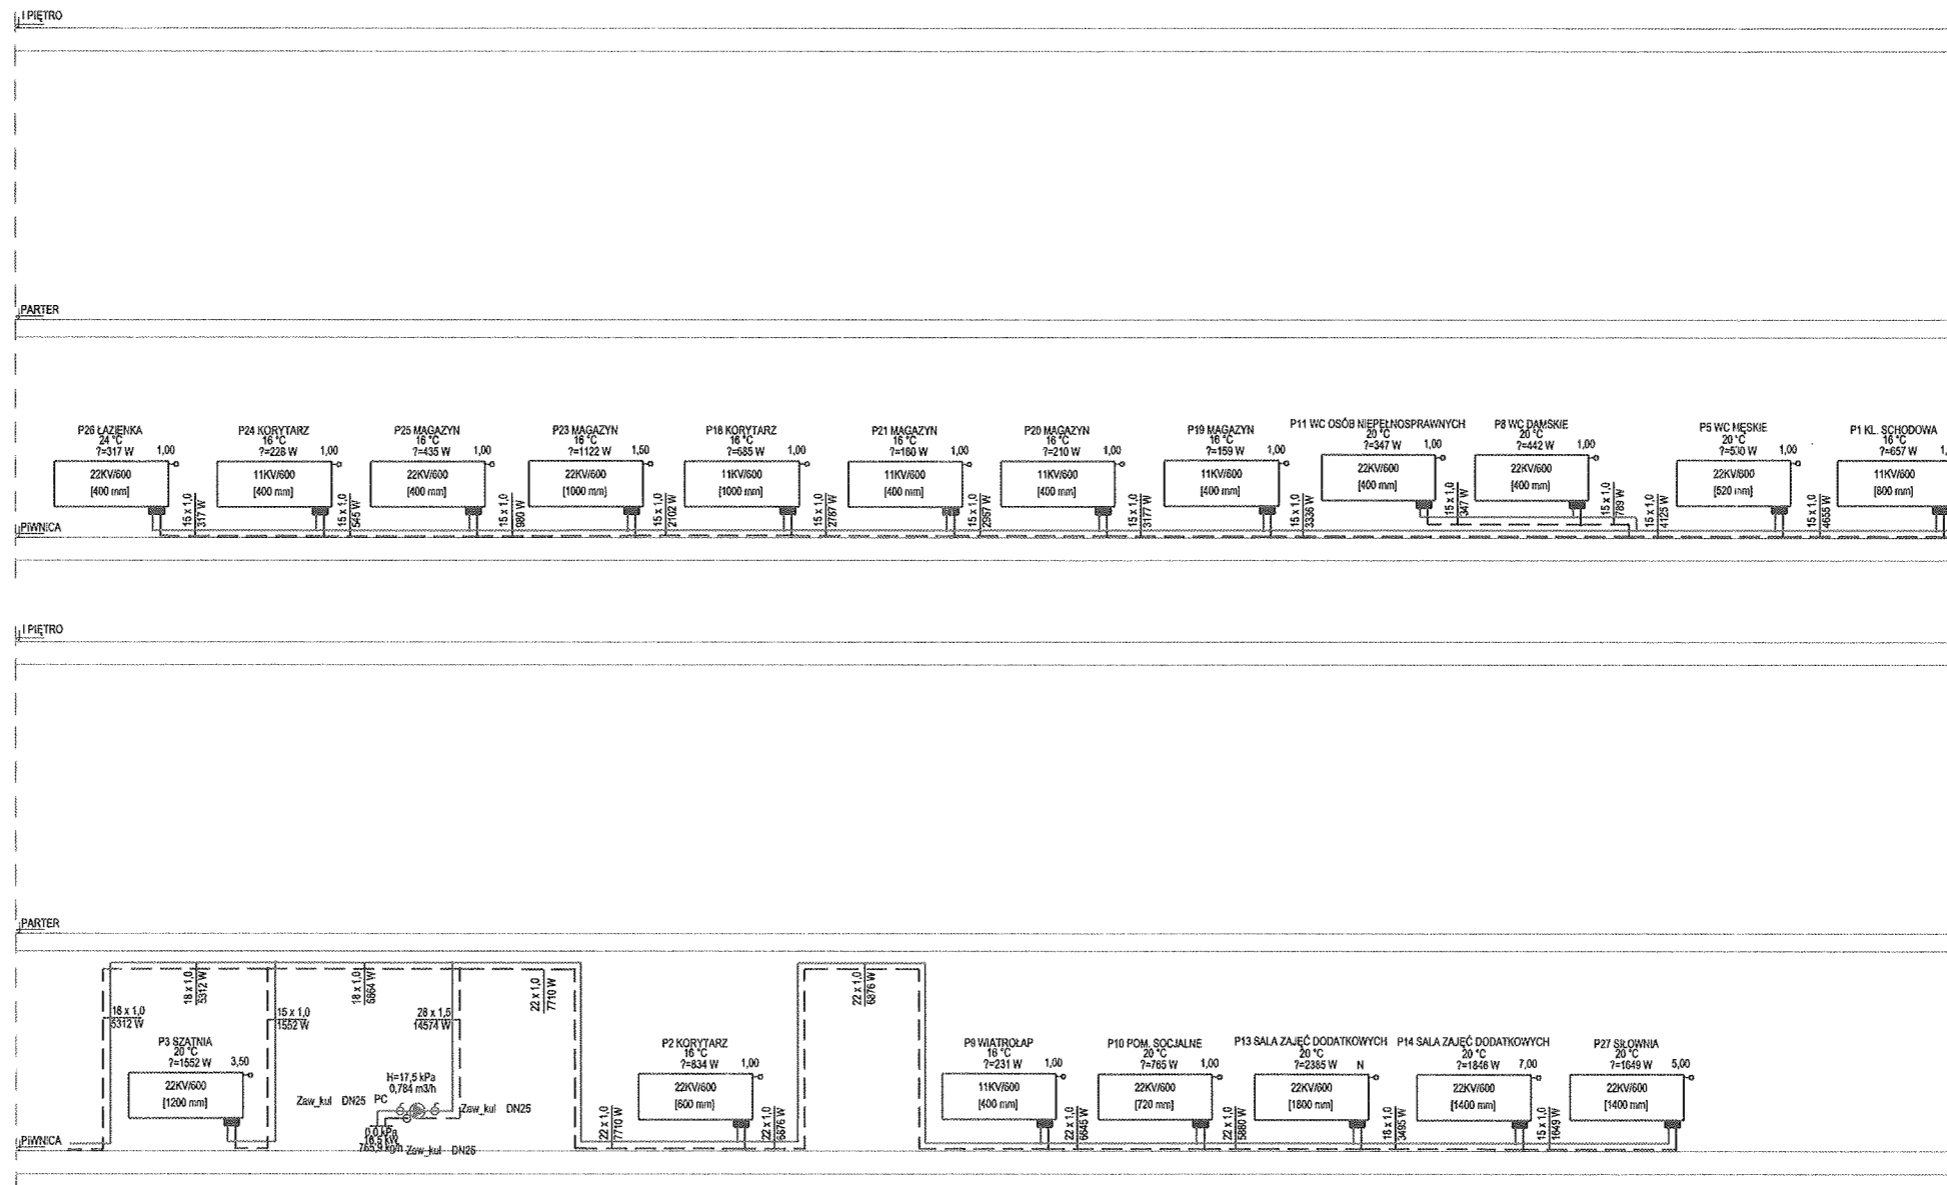 I PIĘTRO
PARTER
P26 ŁAZIENKA
24 °C
?=317 W 1,00
22KV/600
[400 mm]
15 x 1,0
317 W
P24 KORYTARZ
16 °C
?=228 W 1,00
11KV/600
[400 mm]
15 x 1,0
545 W
P25 MAGAZYN
16 °C
?=435 W 1,00
22KV/600
[400 mm]
15 x 1,0
980 W
P23 MAGAZYN
16 °C
?=1122 W 1,50
22KV/600
[1000 mm]
15 x 1,0
2102 W
P18 KORYTARZ
16 °C
?=685 W 1,00
11KV/600
[1000 mm]
15 x 1,0
2787 W
P21 MAGAZYN
16 °C
?=180 W 1,00
11KV/600
[400 mm]
15 x 1,0
2967 W
P20 MAGAZYN
16 °C
?=210 W 1,00
11KV/600
[400 mm]
15 x 1,0
3177 W
P19 MAGAZYN
16 °C
?=159 W 1,00
11KV/600
[400 mm]
15 x 1,0
3336 W
P11 WC OSÓB NIEPEŁNOSPRAWNYCH
20 °C
?=347 W 1,00
22KV/600
[400 mm]
15 x 1,0
347 W
P8 WC DAMSKIE
20 °C
?=442 W 1,00
22KV/600
[400 mm]
15 x 1,0
789 W
15 x 1,0
4125 W
P5 WC MĘSKIE
20 °C
?=530 W 1,00
22KV/600
[520 mm]
15 x 1,0
4655 W
P1 KL. SCHODOWA
16 °C
?=657 W
11KV/600
[800 mm]
PIWNICA
I PIĘTRO
PARTER
18 x 1,0
5312 W
18 x 1,0
5312 W
P3 SZATNIA
20 °C
?=1552 W 3,50
22KV/600
[1200 mm]
15 x 1,0
1552 W
18 x 1,0
6864 W
28 x 1,5
14574 W
H=17,5 kPa
0,784 m3/h
Zaw_kul DN25 PC
Zaw_kul DN25
0,0 kPa
16,5 kW
765,9 kg/h
Zaw_kul DN25
22 x 1,0
7710 W
22 x 1,0
7710 W
P2 KORYTARZ
16 °C
?=834 W 1,00
22KV/600
[600 mm]
22 x 1,0
6876 W
22 x 1,0
6876 W
P9 WIATROŁAP
16 °C
?=231 W 1,00
11KV/600
[400 mm]
22 x 1,0
6645 W
P10 POM. SOCJALNE
20 °C
?=765 W 1,00
22KV/600
[720 mm]
22 x 1,0
5880 W
P13 SALA ZAJĘĆ DODATKOWYCH
20 °C
?=2385 W N
22KV/600
[1800 mm]
18 x 1,0
3495 W
P14 SALA ZAJĘĆ DODATKOWYCH
20 °C
?=1846 W 7,00
22KV/600
[1400 mm]
15 x 1,0
1649 W
P27 SIŁOWNIA
20 °C
?=1649 W 5,00
22KV/600
[1400 mm]
PIWNICA